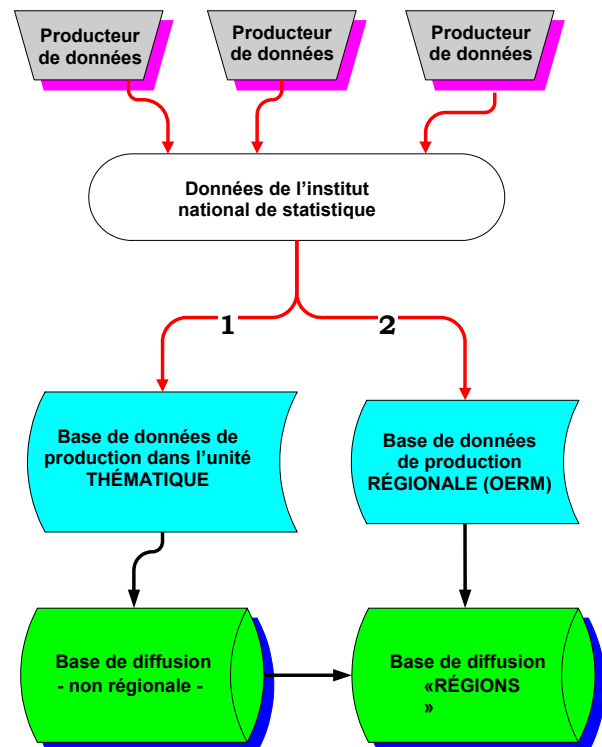 Producteur
de données
Producteur
de données
Producteur
de données
Données de l’institut
national de statistique
1
2
Base de données de
production dans l’unité
THÉMATIQUE
Base de données
de production
RÉGIONALE (OERM)
Base de diffusion
- non régionale -
Base de diffusion
«RÉGIONS
»